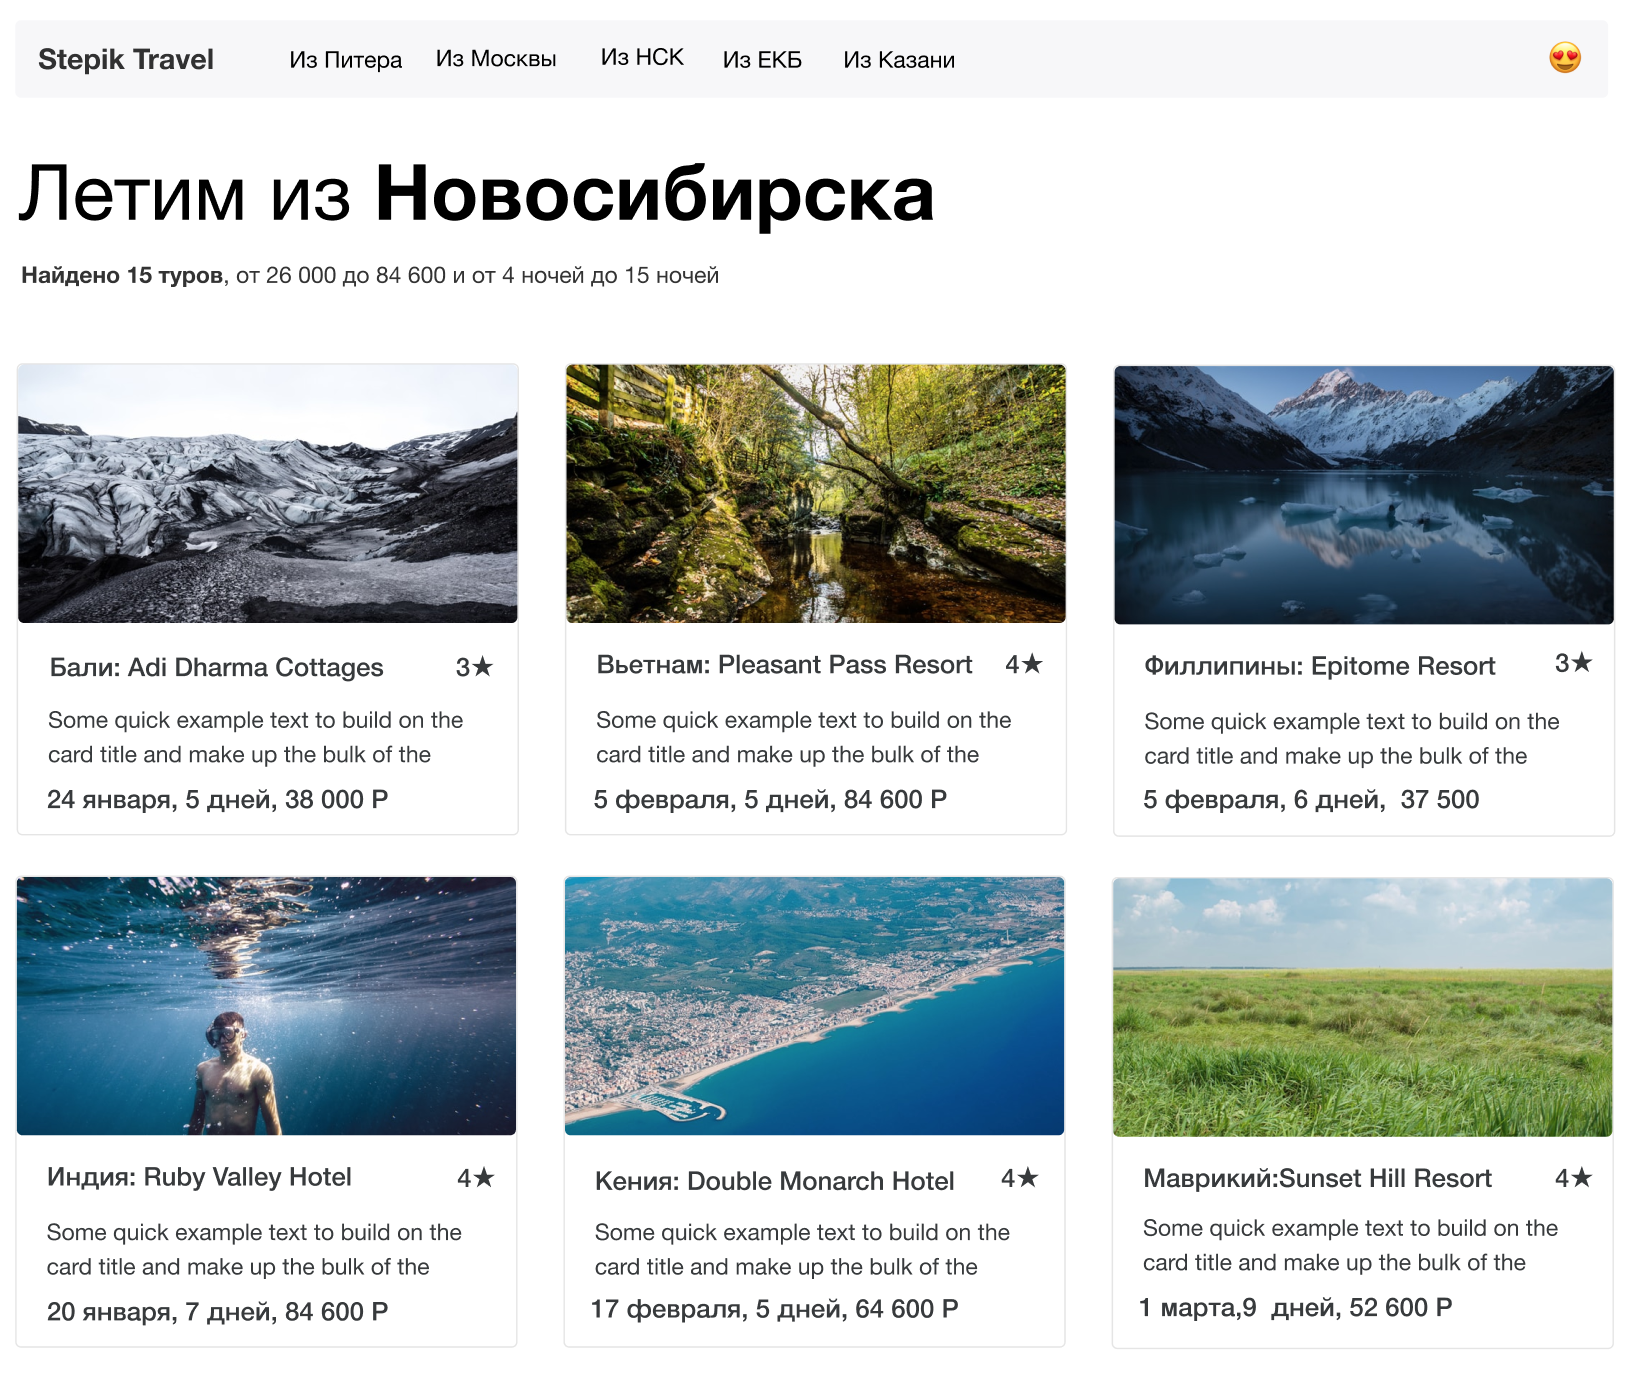 Stepik Travel Из Питера Из Москвы Из НСК Из ЕКБ Из Казани
Летим из Новосибирска
Найдено 15 туров, от 26 000 до 84 600 и от 4 ночей до 15 ночей
Бали: Adi Dharma Cottages 3★
Some quick example text to build on the
card title and make up the bulk of the
24 января, 5 дней, 38 000 Р
Вьетнам: Pleasant Pass Resort 4★
Some quick example text to build on the
card title and make up the bulk of the
5 февраля, 5 дней, 84 600 Р
Филлипины: Epitome Resort 3★
Some quick example text to build on the
card title and make up the bulk of the
5 февраля, 6 дней, 37 500
Индия: Ruby Valley Hotel 4★
Some quick example text to build on the
card title and make up the bulk of the
20 января, 7 дней, 84 600 Р
Кения: Double Monarch Hotel 4★
Some quick example text to build on the
card title and make up the bulk of the
17 февраля, 5 дней, 64 600 Р
Маврикий:Sunset Hill Resort 4★
Some quick example text to build on the
card title and make up the bulk of the
1 марта,9 дней, 52 600 Р